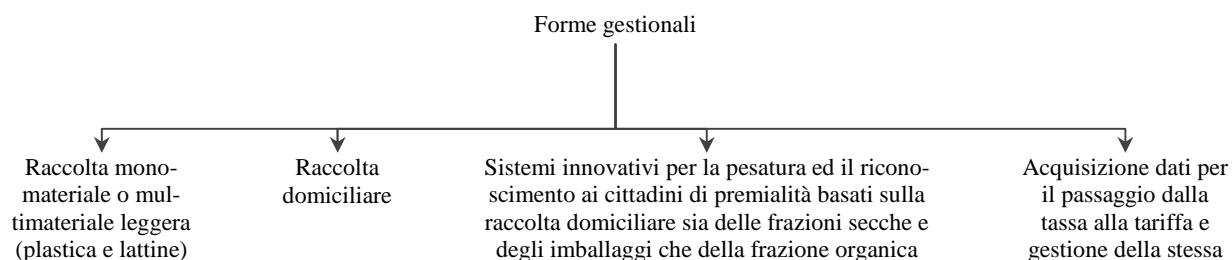 Forme gestionali
Raccolta mono-
materiale o mul-
timateriale leggera
(plastica e lattine)
Raccolta
domiciliare
Sistemi innovativi per la pesatura ed il ricono-
scimento ai cittadini di premialità basati sulla
raccolta domiciliare sia delle frazioni secche e
degli imballaggi che della frazione organica
Acquisizione dati per
il passaggio dalla
tassa alla tariffa e
gestione della stessa